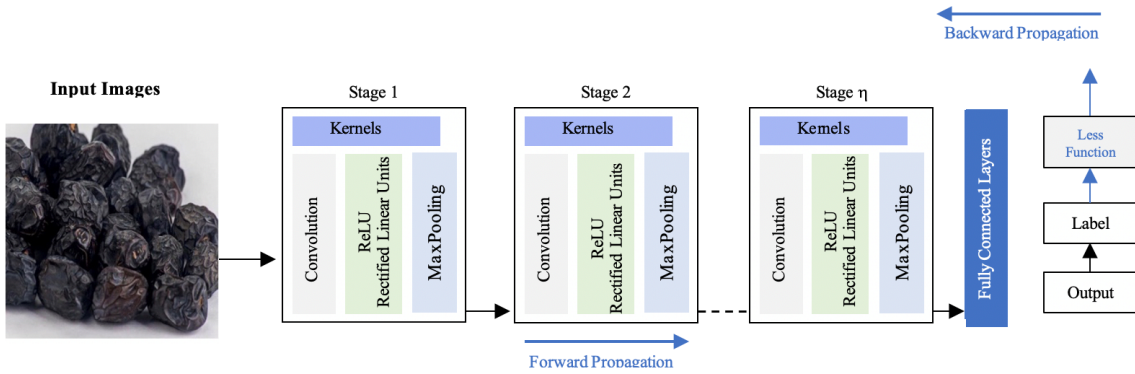 Backward Propagation
Input Images
Stage 1
Kernels
Convolution
ReLU
Rectified Linear Units
MaxPooling
Stage 2
Kernels
Convolution
ReLU
Rectified Linear Units
MaxPooling
Stage η
Kernels
Convolution
ReLU
Rectified Linear Units
MaxPooling
Fully Connected Layers
Less
Function
Label
Output
Forward Propagation